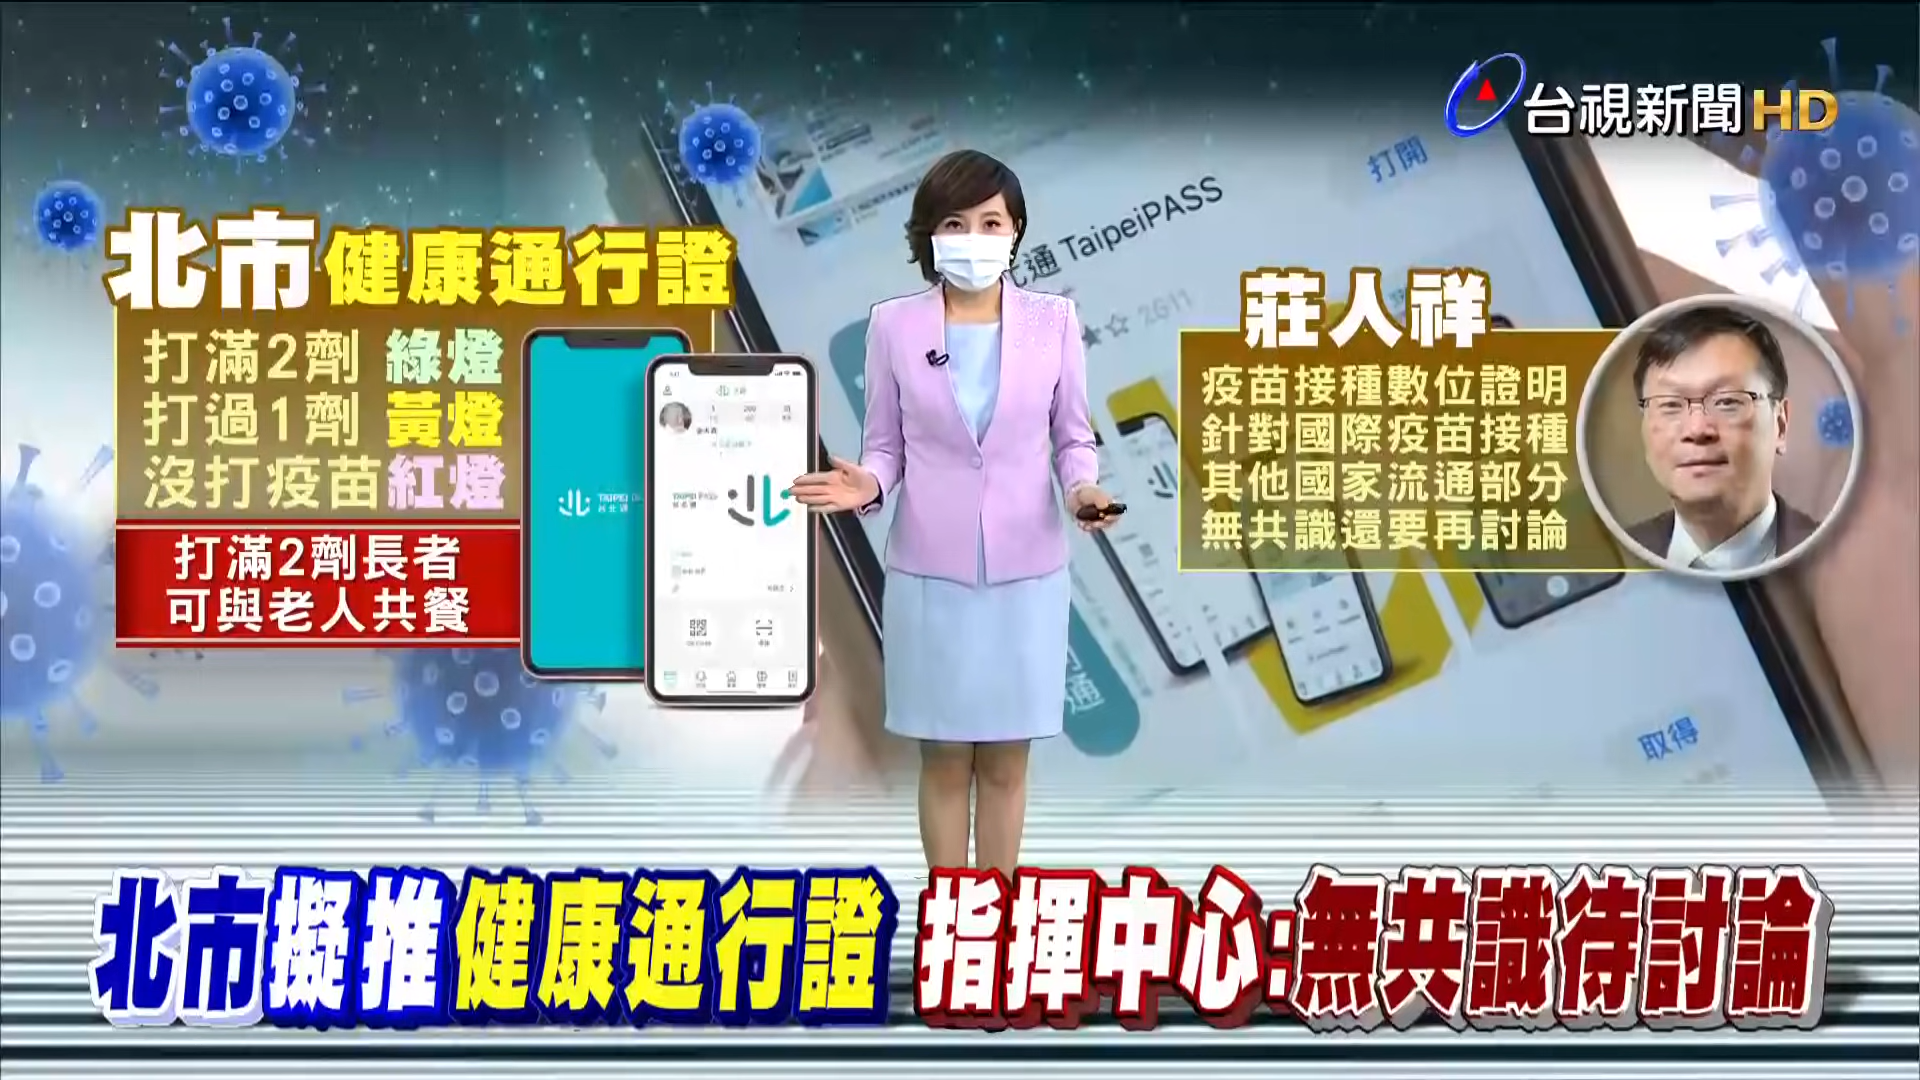 台視新聞HD
打開
北通 TaipeiPASS
2611
北市健康通行證
打滿2劑 綠燈
打過1劑 黃燈
沒打疫苗紅燈
打滿2劑長者
可與老人共餐
莊人祥
疫苗接種數位證明
針對國際疫苗接種
其他國家流通部分
無共識還要再討論
取得
北市擬推健康通行證 指揮中心:無共識待討論